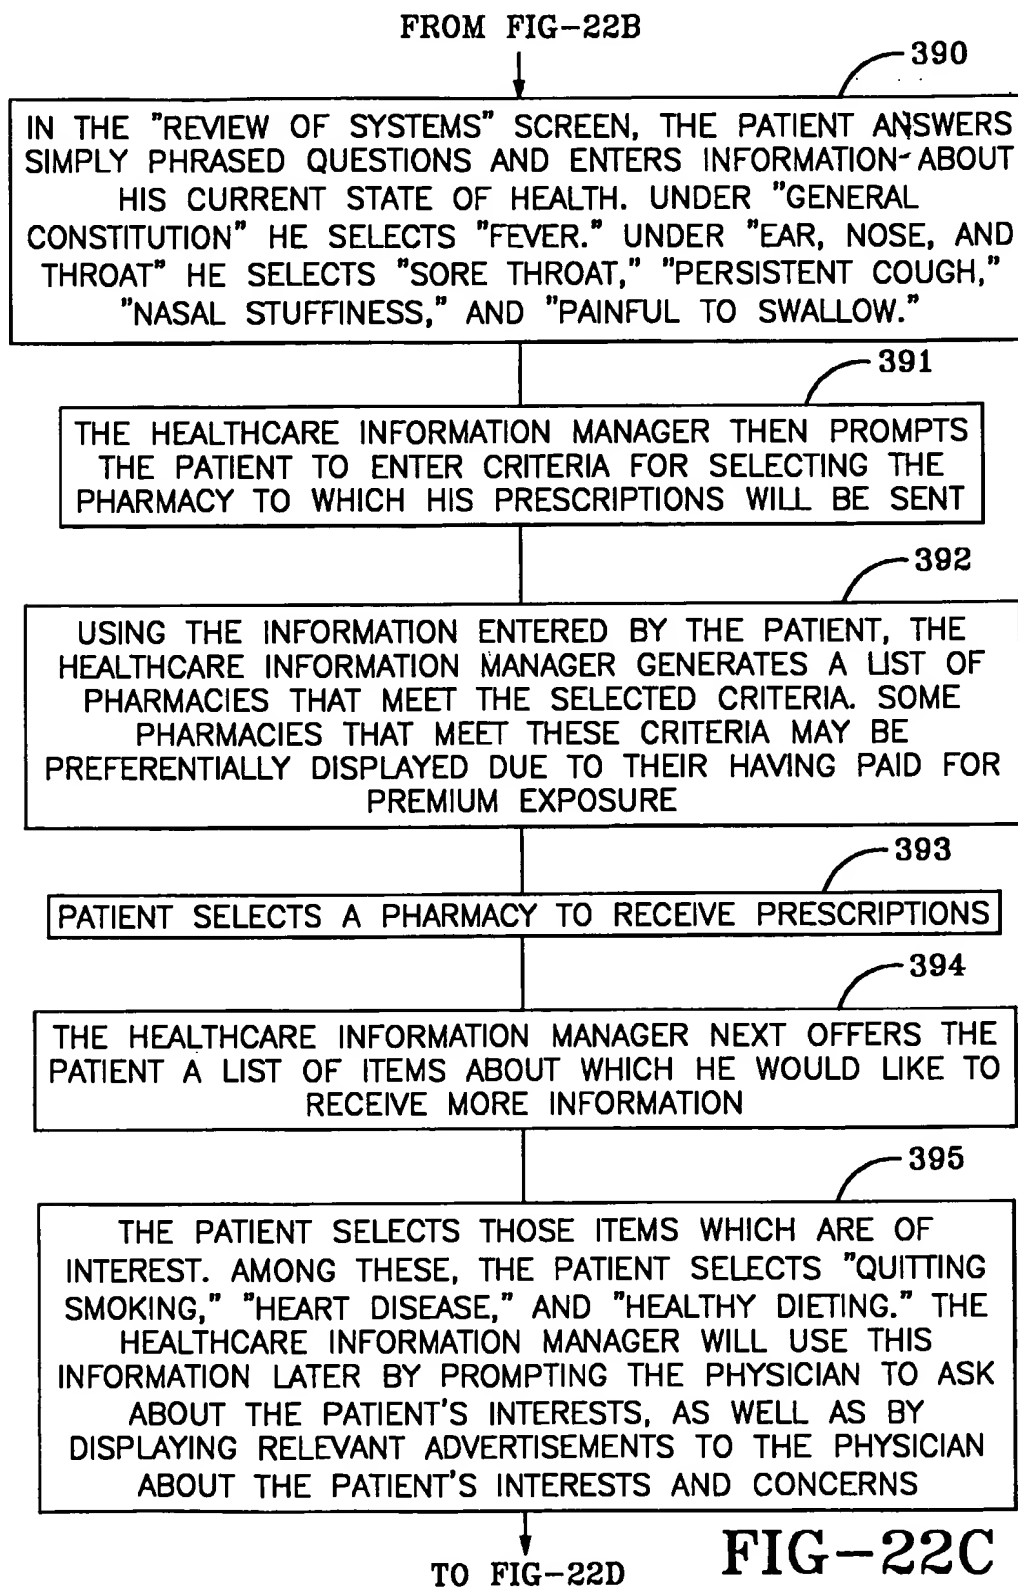 FROM FIG-22B
390
IN THE "REVIEW OF SYSTEMS" SCREEN, THE PATIENT ANSWERS
SIMPLY PHRASED QUESTIONS AND ENTERS INFORMATION ABOUT
HIS CURRENT STATE OF HEALTH. UNDER "GENERAL
CONSTITUTION" HE SELECTS "FEVER." UNDER "EAR, NOSE, AND
THROAT" HE SELECTS "SORE THROAT," "PERSISTENT COUGH,"
"NASAL STUFFINESS," AND "PAINFUL TO SWALLOW."
391
THE HEALTHCARE INFORMATION MANAGER THEN PROMPTS
THE PATIENT TO ENTER CRITERIA FOR SELECTING THE
PHARMACY TO WHICH HIS PRESCRIPTIONS WILL BE SENT
392
USING THE INFORMATION ENTERED BY THE PATIENT, THE
HEALTHCARE INFORMATION MANAGER GENERATES A LIST OF
PHARMACIES THAT MEET THE SELECTED CRITERIA. SOME
PHARMACIES THAT MEET THESE CRITERIA MAY BE
PREFERENTIALLY DISPLAYED DUE TO THEIR HAVING PAID FOR
PREMIUM EXPOSURE
393
PATIENT SELECTS A PHARMACY TO RECEIVE PRESCRIPTIONS
394
THE HEALTHCARE INFORMATION MANAGER NEXT OFFERS THE
PATIENT A LIST OF ITEMS ABOUT WHICH HE WOULD LIKE TO
RECEIVE MORE INFORMATION
395
THE PATIENT SELECTS THOSE ITEMS WHICH ARE OF
INTEREST. AMONG THESE, THE PATIENT SELECTS "QUITTING
SMOKING," "HEART DISEASE," AND "HEALTHY DIETING." THE
HEALTHCARE INFORMATION MANAGER WILL USE THIS
INFORMATION LATER BY PROMPTING THE PHYSICIAN TO ASK
ABOUT THE PATIENT'S INTERESTS, AS WELL AS BY
DISPLAYING RELEVANT ADVERTISEMENTS TO THE PHYSICIAN
ABOUT THE PATIENT'S INTERESTS AND CONCERNS
TO FIG-22D
FIG-22C